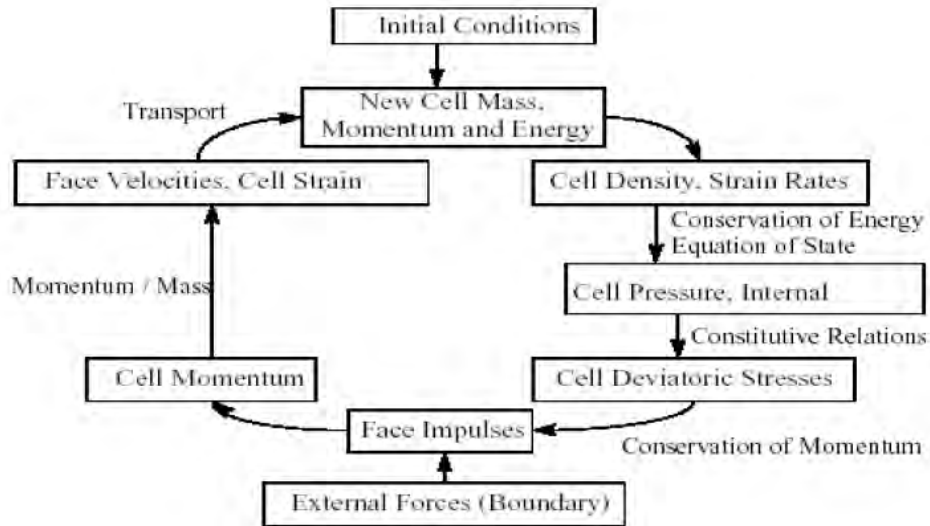 Initial Conditions
Transport
New Cell Mass,
Momentum and Energy
Face Velocities, Cell Strain
Cell Density, Strain Rates
Conservation of Energy
Equation of State
Momentum / Mass
Cell Pressure, Internal
Constitutive Relations
Cell Momentum
Cell Deviatoric Stresses
Face Impulses
Conservation of Momentum
External Forces (Boundary)